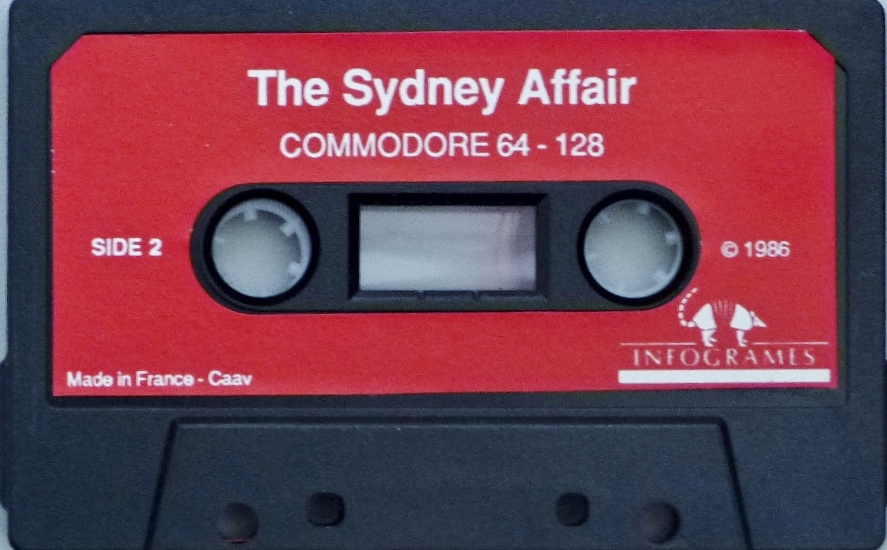 The Sydney Affair
COMMODORE 64 - 128
SIDE 2
© 1986
INFOGRAMES
Made in France - Caav